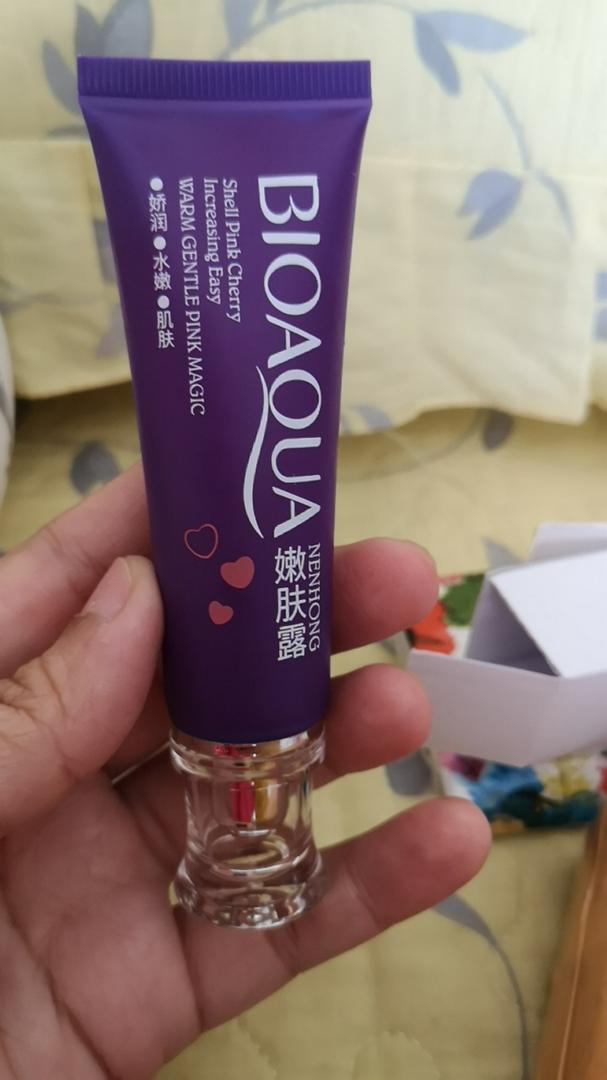 BIOAQUA
NENHONG
嫩肤露
Shell Pink Cherry
Increasing Easy
WARM GENTLE PINK MAGIC
●娇润●水嫩●肌肤